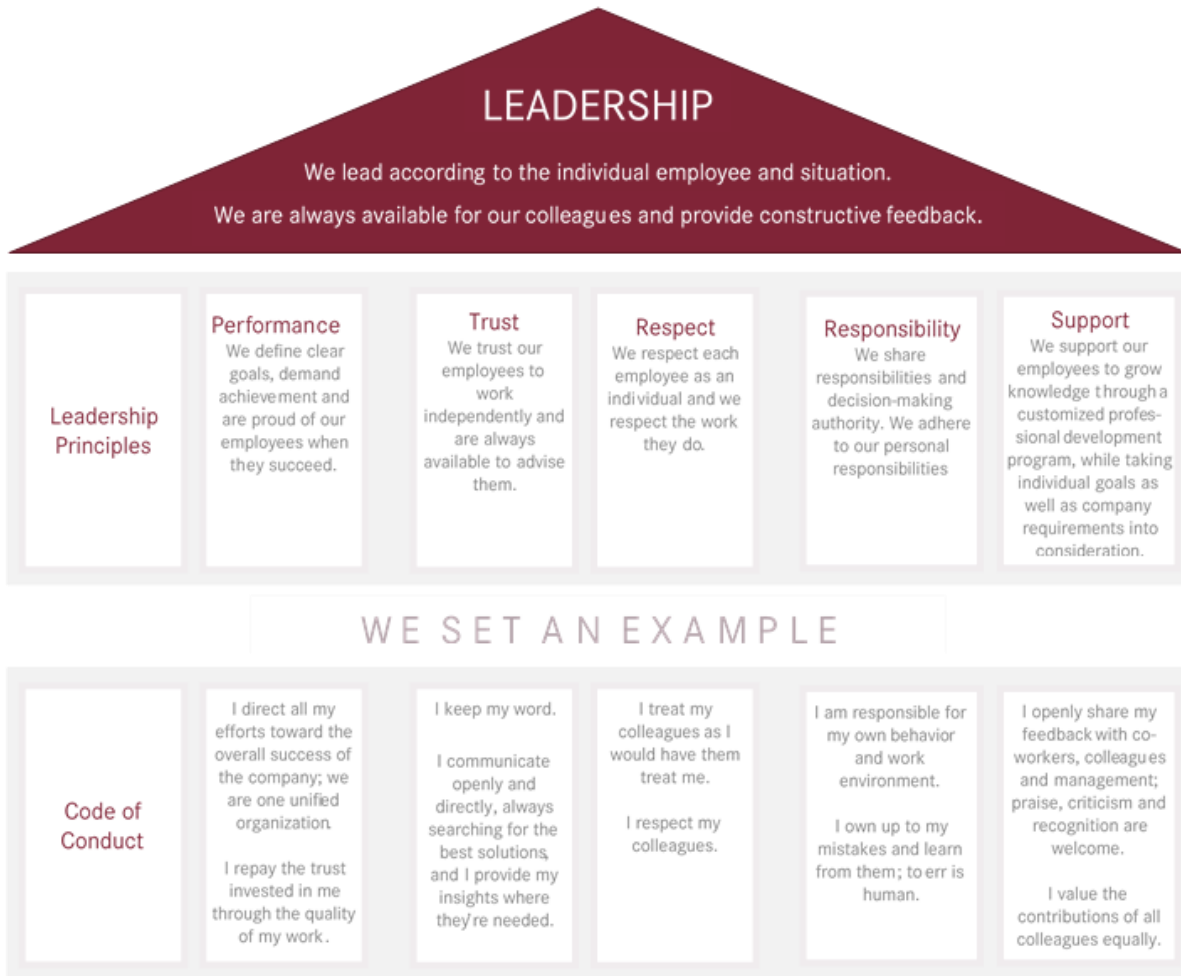 LEADERSHIP
We lead according to the individual employee and situation.
We are always available for our colleagues and provide constructive feedback.
Leadership
Principles
Performance
We define clear
goals, demand
achievement and
are proud of our
employees when
they succeed.
Trust
We trust our
employees to
work
independently and
are always
available to advise
them.
Respect
We respect each
employee as an
individual and we
respect the work
they do.
Responsibility
We share
responsibilities and
decision-making
authority. We adhere
to our personal
responsibilities
Support
We support our
employees to grow
knowledge through a
customized profes-
sional development
program, while taking
individual goals as
well as company
requirements into
consideration.
WE SET AN EXAMPLE
Code of
Conduct
I direct all my
efforts toward the
overall success of
the company; we
are one unified
organization.
I repay the trust
invested in me
through the quality
of my work.
I keep my word.
I communicate
openly and
directly, always
searching for the
best solutions,
and I provide my
insights where
they're needed.
I treat my
colleagues as I
would have them
treat me.
I respect my
colleagues.
I am responsible for
my own behavior
and work
environment.
I own up to my
mistakes and learn
from them; to err is
human.
I openly share my
feedback with co-
workers, colleagues
and management;
praise, criticism and
recognition are
welcome.
I value the
contributions of all
colleagues equally.